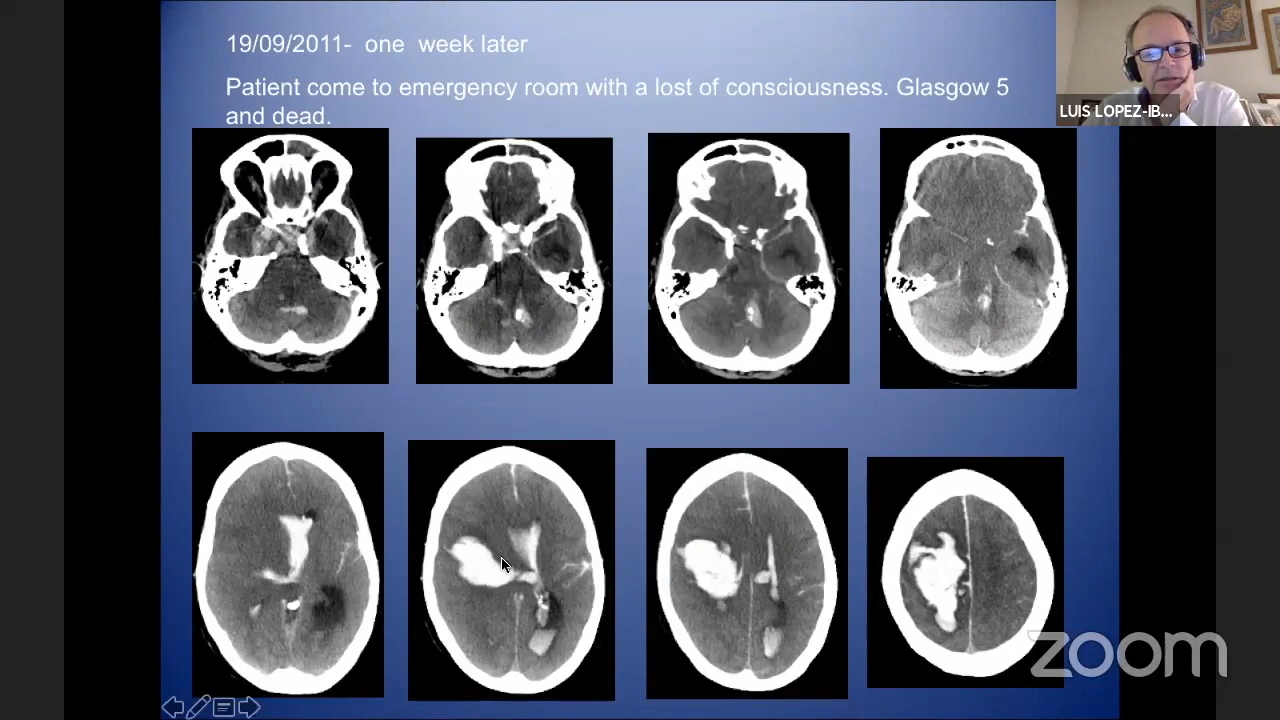 19/09/2011- one week later
Patient come to emergency room with a lost of consciousness. Glasgow 5
and dead.
LUIS LOPEZ-IB...
zoom